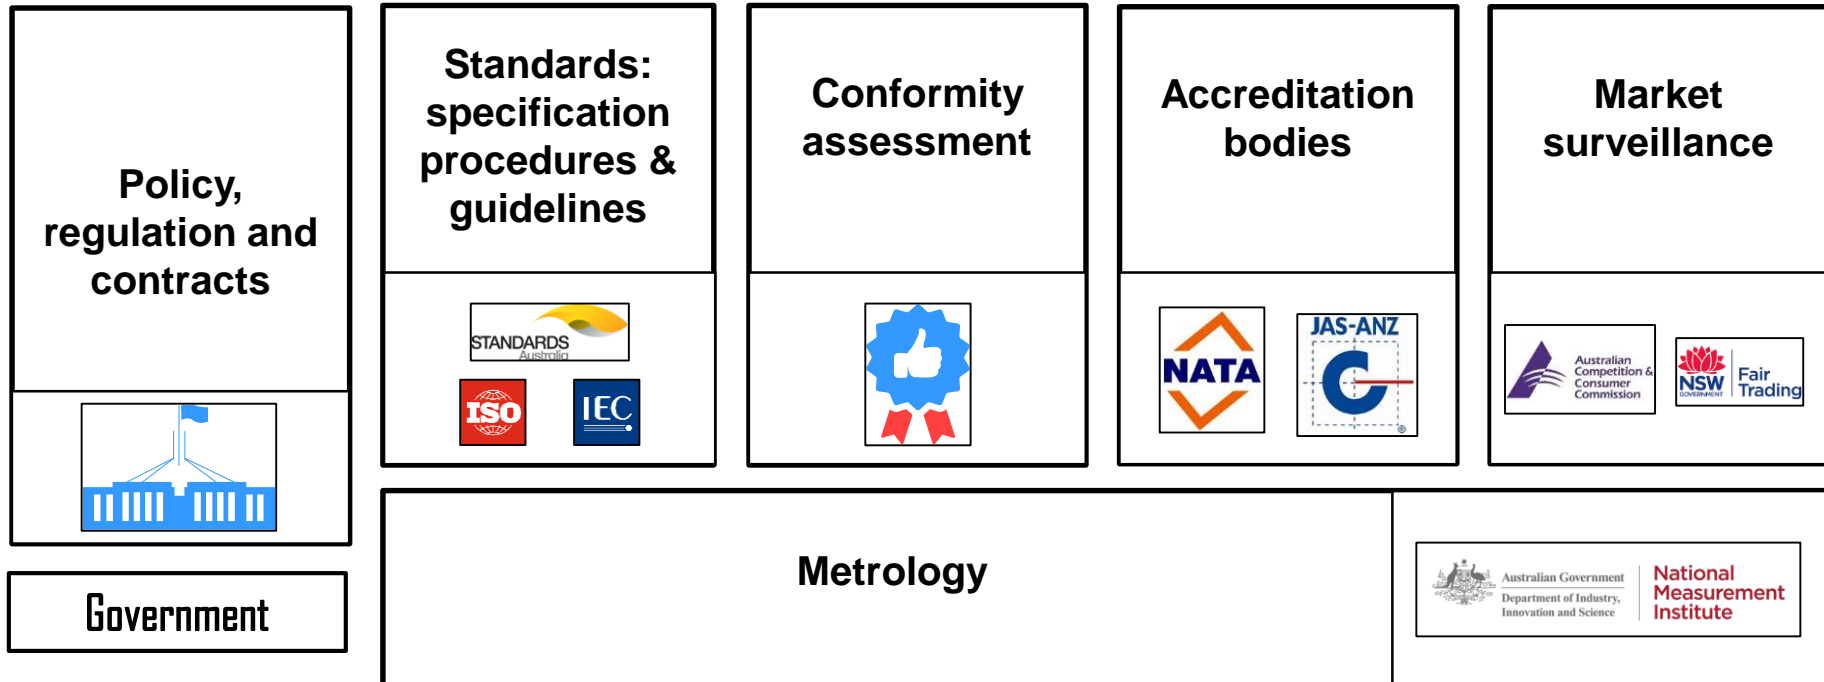 Policy,
regulation and
contracts
Government
Standards:
specification
procedures &
guidelines
STANDARDS
Australia
ISO
IEC
Conformity
assessment
Accreditation
bodies
NATA
JAS-ANZ
®
Market
surveillance
Australian
Competition &
Consumer
Commission
NSW
GOVERNMENT
Fair
Trading
Metrology
Australian Government
Department of Industry,
Innovation and Science
National
Measurement
Institute